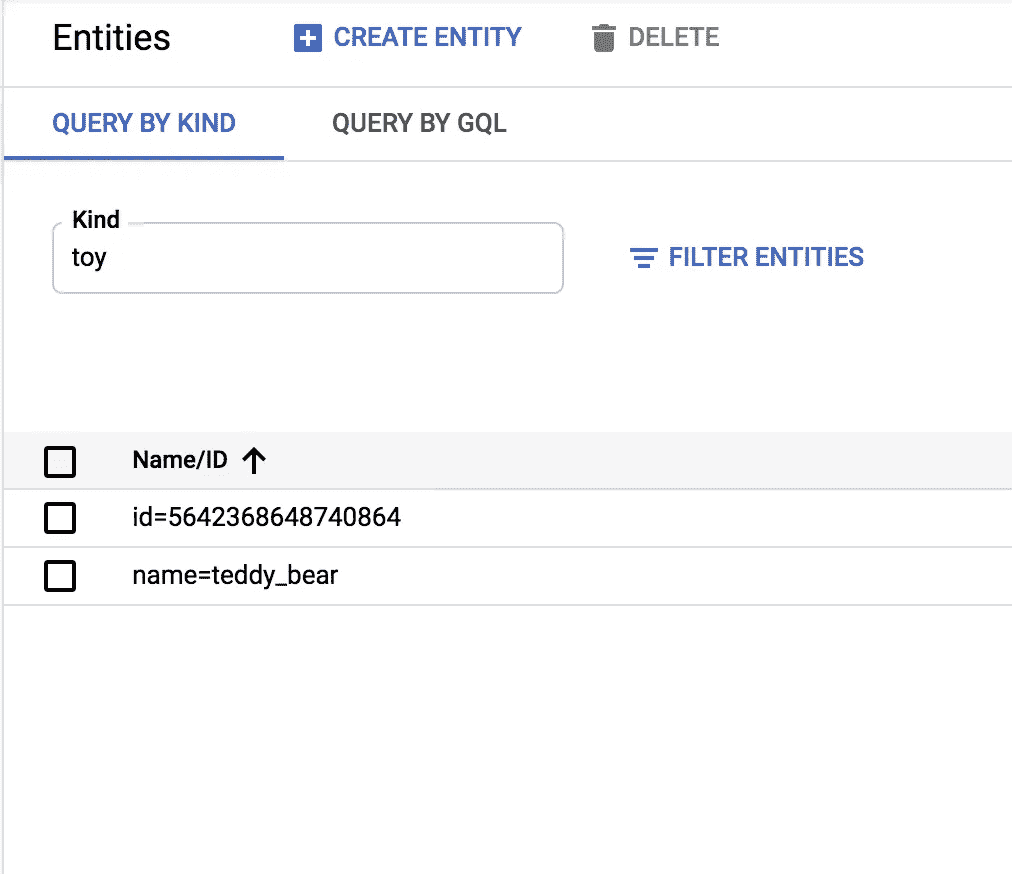 Entities CREATE ENTITY DELETE
QUERY BY KIND QUERY BY GQL
Kind
toy FILTER ENTITIES
Name/ID
id=5642368648740864
name=teddy_bear